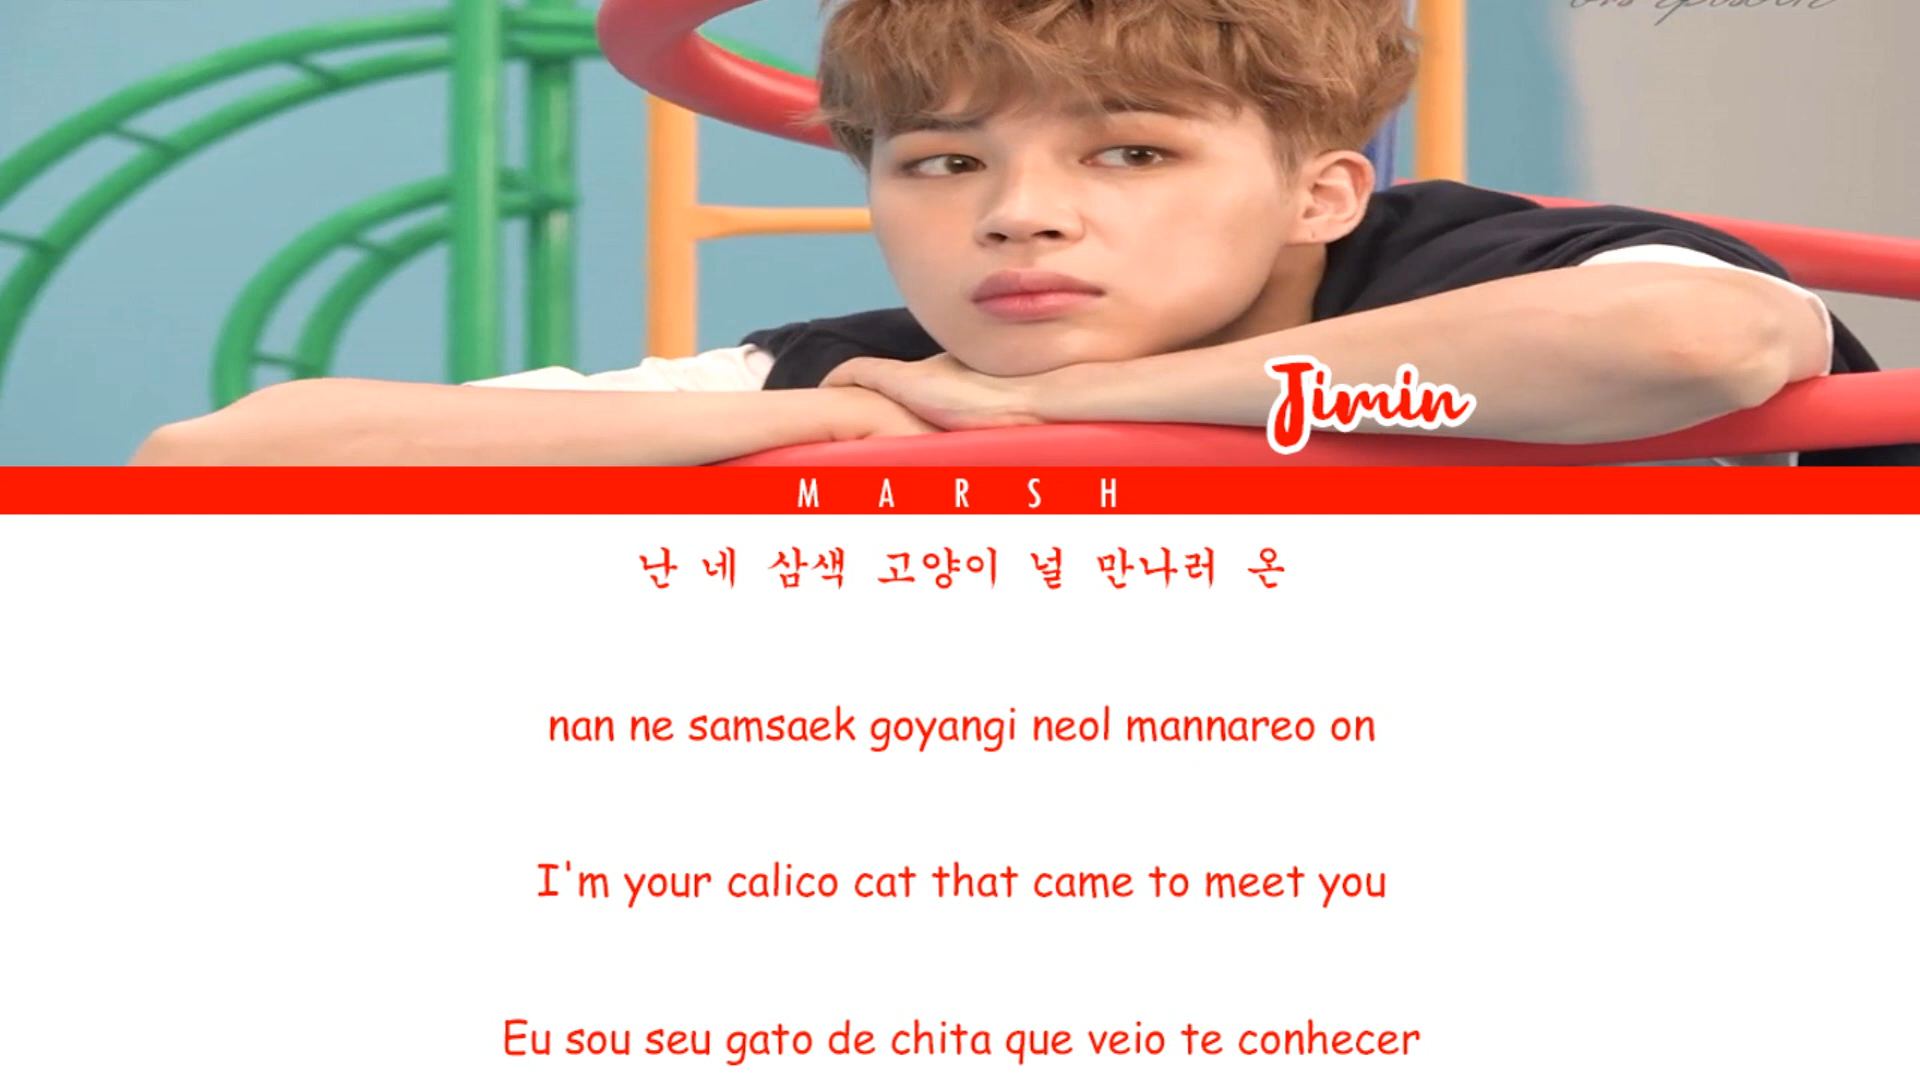 Jimin
MARSH
난 네 삼색 고양이 널 만나러 온
nan ne samsaek goyangi neol mannareo on
I'm your calico cat that came to meet you
Eu sou seu gato de chita que veio te conhecer